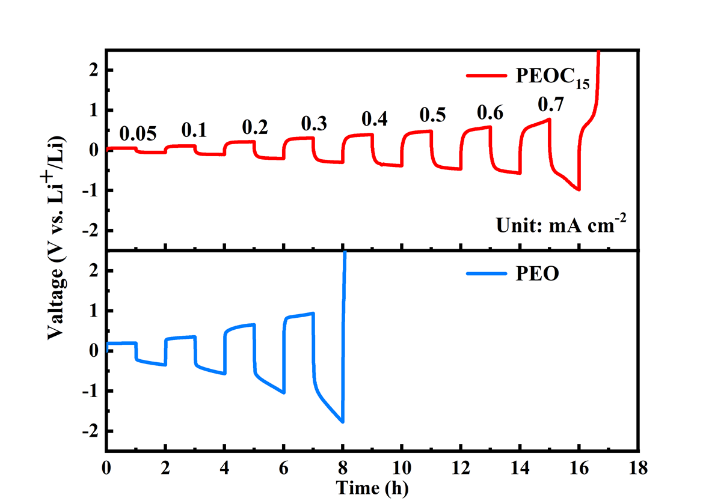 PEOC₁₅
0.05 0.1 0.2 0.3 0.4 0.5 0.6 0.7
Unit: mA cm⁻²
2
1
0
-1
-2
PEO
2
1
0
-1
-2
Valtage (V vs. Li⁺/Li)
0 2 4 6 8 10 12 14 16 18
Time (h)